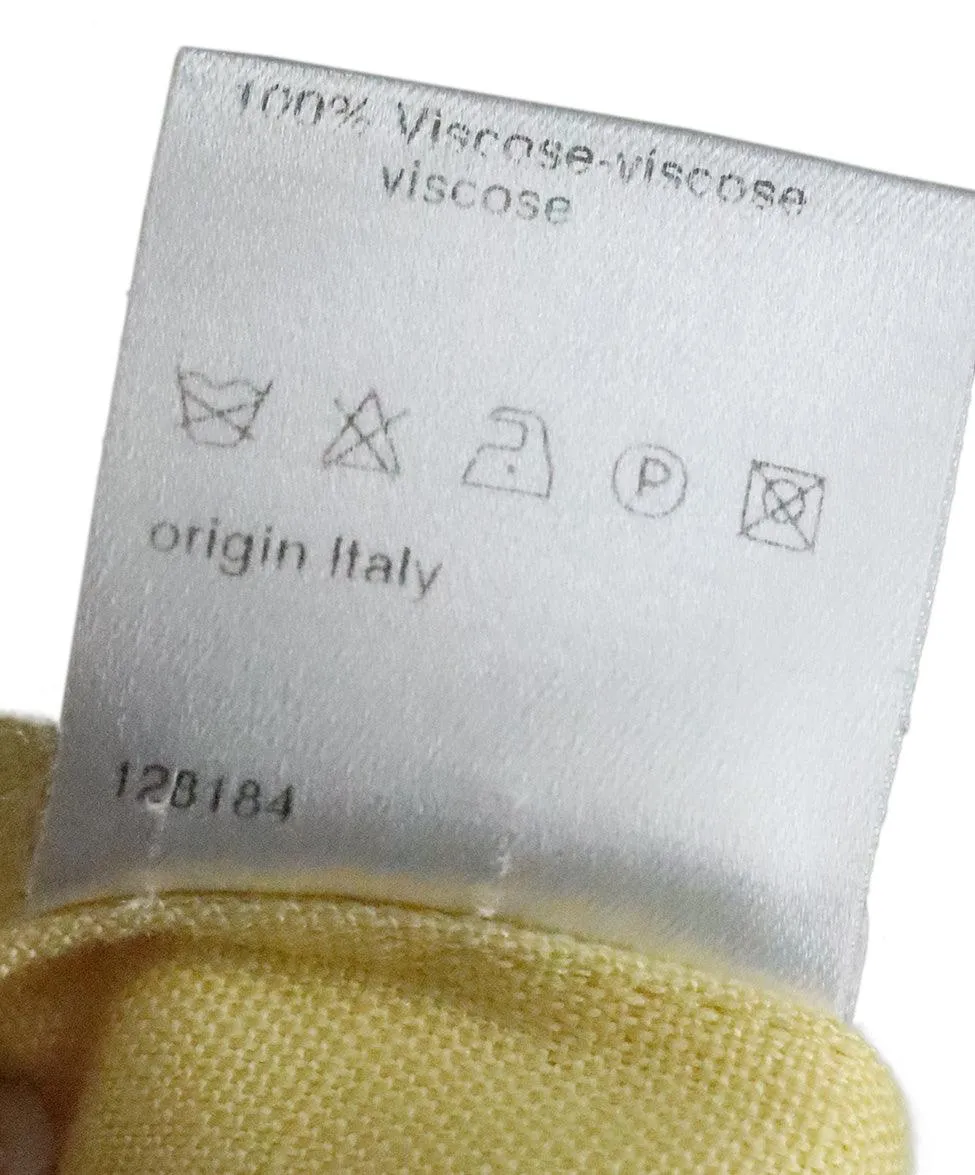 100% Viscose-viscose
viscose
P
origin Italy
128184